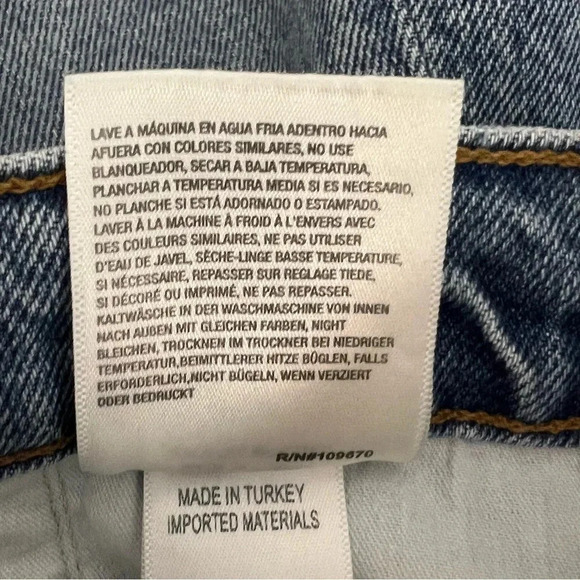 LAVE A MÁQUINA EN AGUA FRIA ADENTRO HACIA
AFUERA CON COLORES SIMILARES, NO USE
BLANQUEADOR, SECAR A BAJA TEMPERATURA,
PLANCHAR A TEMPERATURA MEDIA SI ES NECESARIO,
NO PLANCHE SI ESTÁ ADORNADO O ESTAMPADO.
LAVER À LA MACHINE À FROID À L'ENVERS AVEC
DES COULEURS SIMILAIRES, NE PAS UTILISER
D'EAU DE JAVEL, SÈCHE-LINGE BASSE TEMPERATURE,
SI NÉCESSAIRE, REPASSER SUR REGLAGE TIEDE,
SI DÉCORÉ OU IMPRIMÉ, NE PAS REPASSER.
KALTWÄSCHE IN DER WASCHMASCHINE VON INNEN
NACH AUßEN MIT GLEICHEN FARBEN, NIGHT
BLEICHEN, TROCKNEN IM TROCKNER BEI NIEDRIGER
TEMPERATUR,BEIMITTLERER HITZE BÜGLEN, FALLS
ERFORDERLICH,NICHT BÜGELN, WENN VERZIERT
ODER BEDRUCKT
R/N#109670
MADE IN TURKEY
IMPORTED MATERIALS